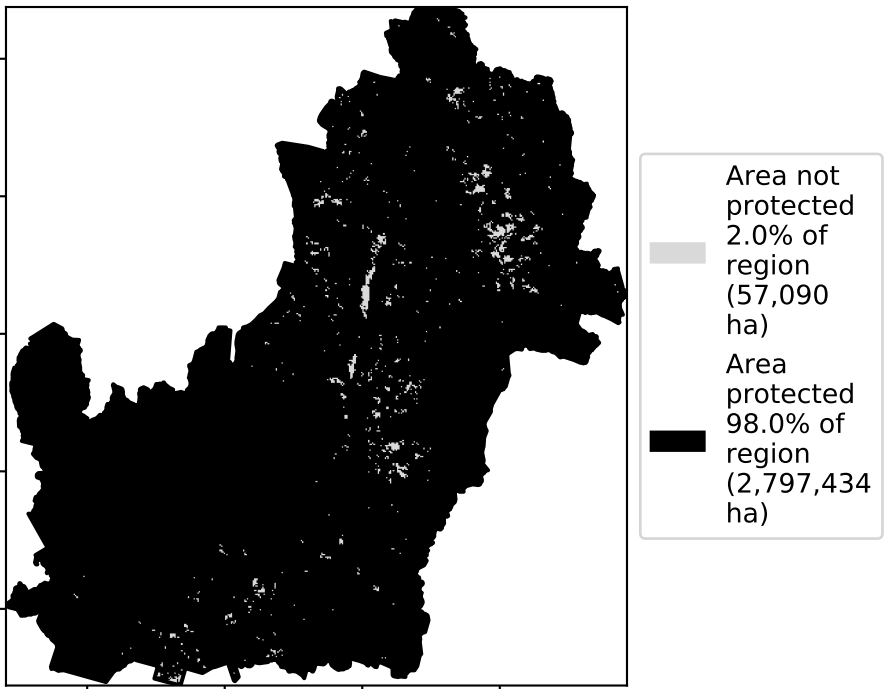 Area not
protected
2.0% of
region
(57,090
ha)
Area
protected
98.0% of
region
(2,797,434
ha)